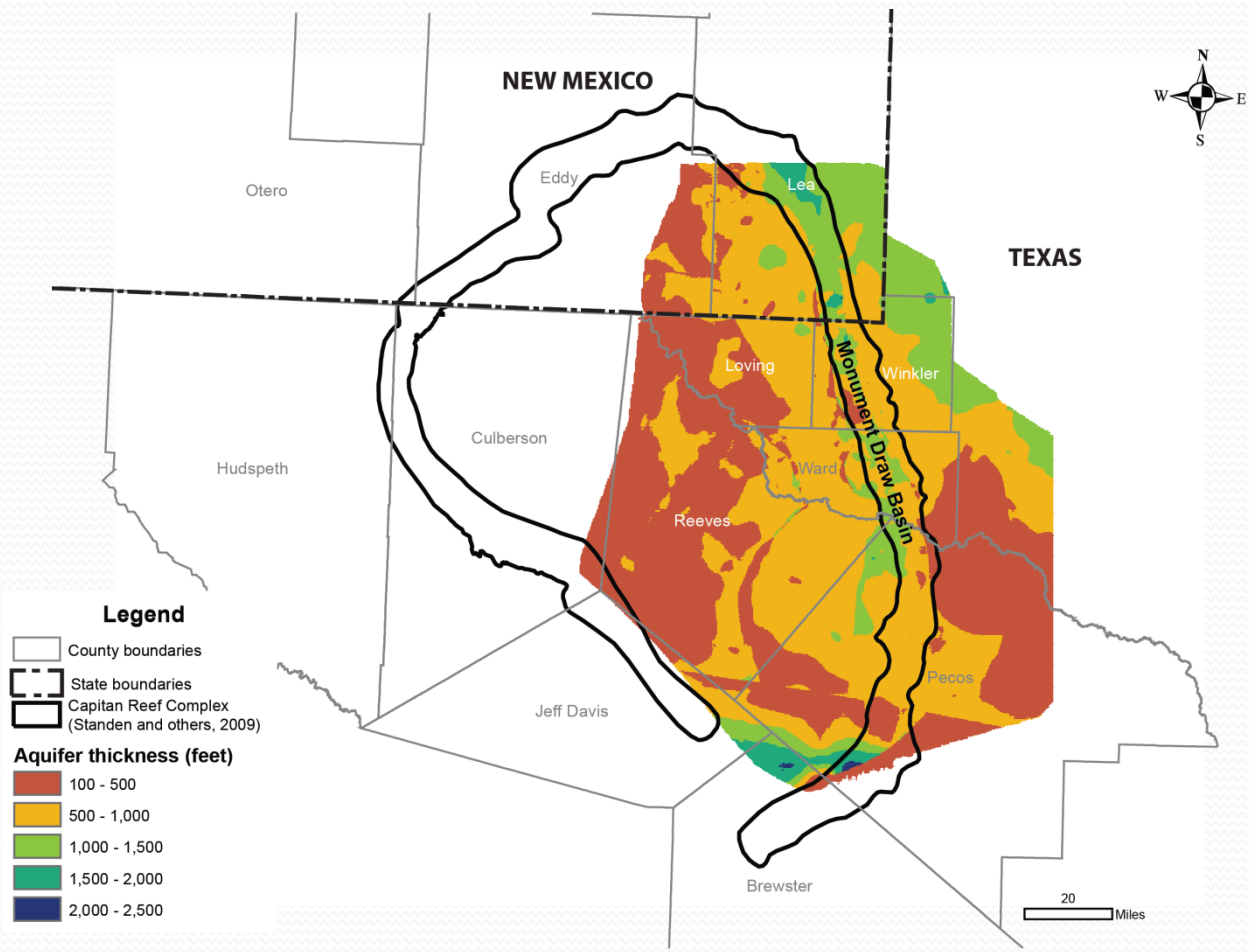 NEW MEXICO
N
W
E
S
Eddy
Lea
Otero
TEXAS
Loving
Winkler
Monument Draw Basin
Culberson
Hudspeth
Ward
Reeves
Legend
County boundaries
State boundaries
Capitan Reef Complex
(Standen and others, 2009)
Pecos
Jeff Davis
Aquifer thickness (feet)
100 - 500
500 - 1,000
1,000 - 1,500
1,500 - 2,000
2,000 - 2,500
Brewster
20
Miles